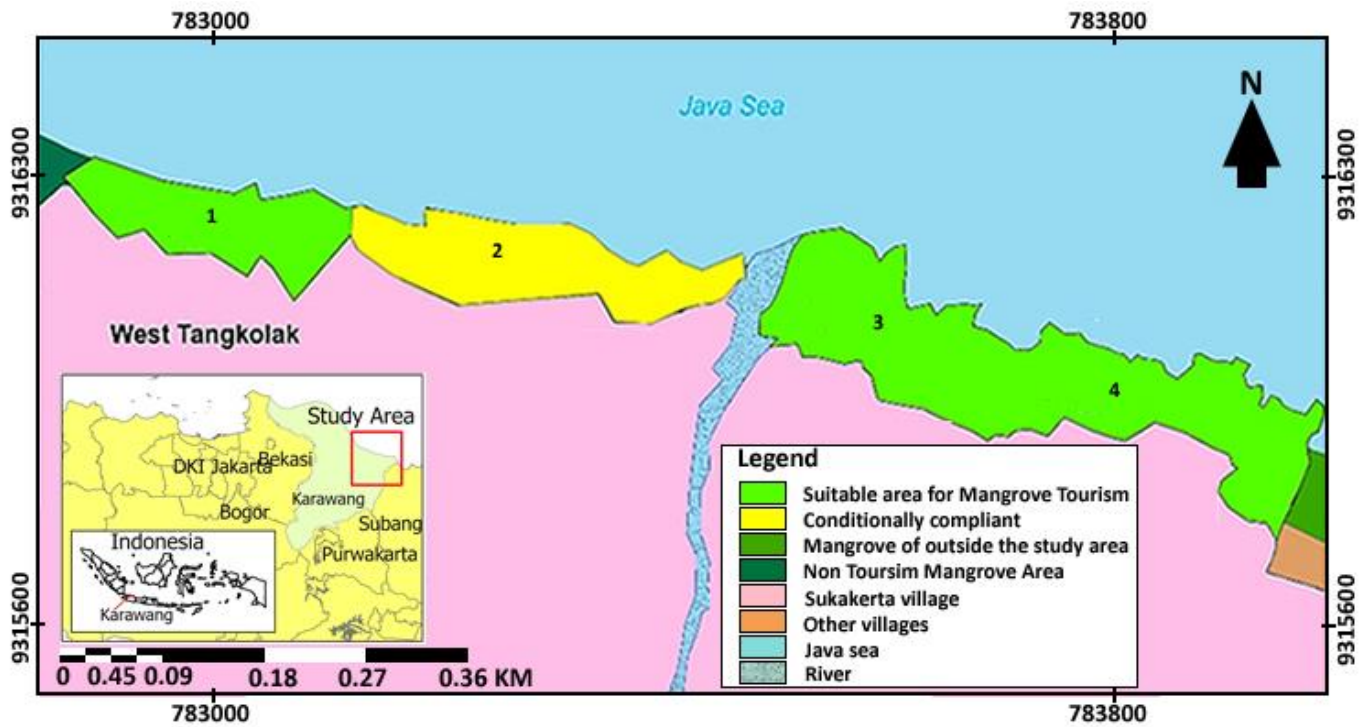 783000 783800
Java Sea
N
9316300 9316300
1
2
3
4
West Tangkolak
Study Area
DKI Jakarta
Bekasi
Karawang
Bogor
Subang
Purwakarta
Indonesia
Karawang
Legend
Suitable area for Mangrove Tourism
Conditionally compliant
Mangrove of outside the study area
Non Toursim Mangrove Area
Sukakerta village
Other villages
Java sea
River
9315600 9315600
0 0.45 0.09 0.18 0.27 0.36 KM
783000 783800